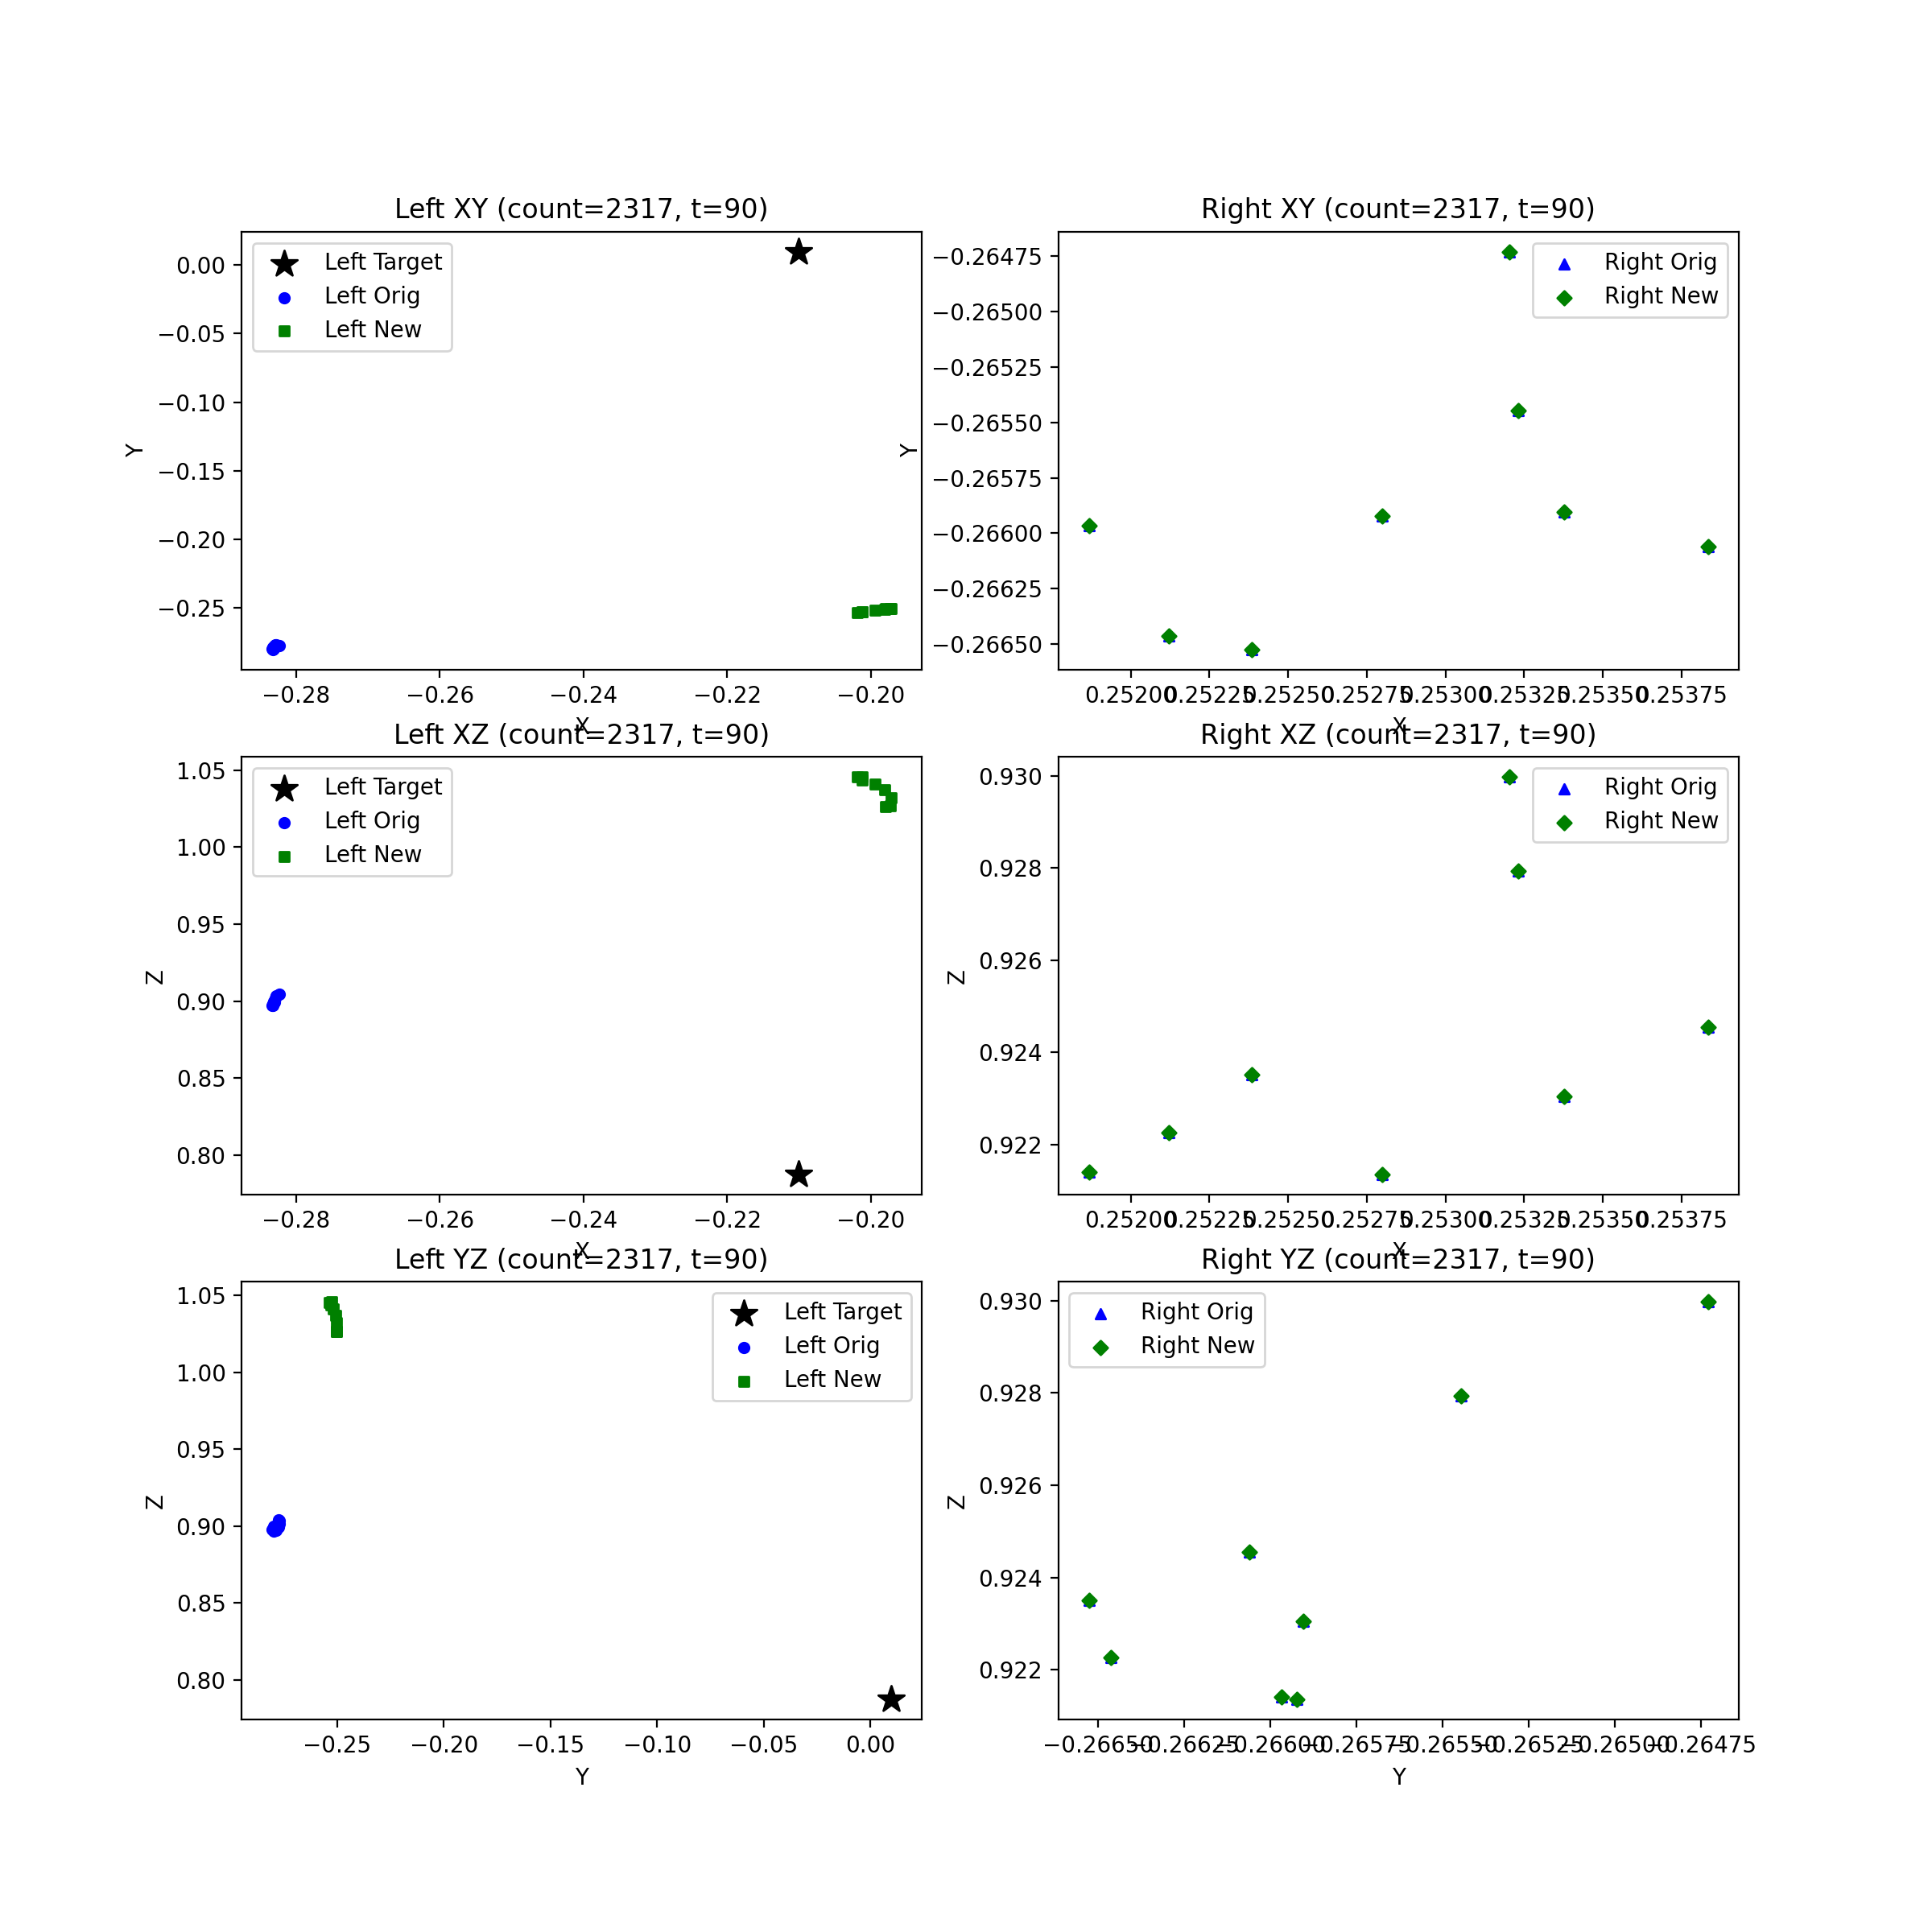 Left XY (count=2317, t=90)
Left Target
Left Orig
Left New
0.00
−0.05
−0.10
−0.15
−0.20
−0.25
Y
−0.28
−0.26
−0.24
−0.22
−0.20
X
Right XY (count=2317, t=90)
Right Orig
Right New
−0.26475
−0.26500
−0.26525
−0.26550
−0.26575
−0.26600
−0.26625
−0.26650
Y
0.25200
0.25225
0.25250
0.25275
0.25300
0.25325
0.25350
0.25375
X
Left XZ (count=2317, t=90)
Left Target
Left Orig
Left New
1.05
1.00
0.95
0.90
0.85
0.80
Z
−0.28
−0.26
−0.24
−0.22
−0.20
X
Right XZ (count=2317, t=90)
Right Orig
Right New
0.930
0.928
0.926
0.924
0.922
Z
0.25200
0.25225
0.25250
0.25275
0.25300
0.25325
0.25350
0.25375
X
Left YZ (count=2317, t=90)
Left Target
Left Orig
Left New
1.05
1.00
0.95
0.90
0.85
0.80
Z
−0.25
−0.20
−0.15
−0.10
−0.05
0.00
Y
Right YZ (count=2317, t=90)
Right Orig
Right New
0.930
0.928
0.926
0.924
0.922
Z
−0.26650
−0.26625
−0.26600
−0.26575
−0.26550
−0.26525
−0.26500
−0.26475
Y